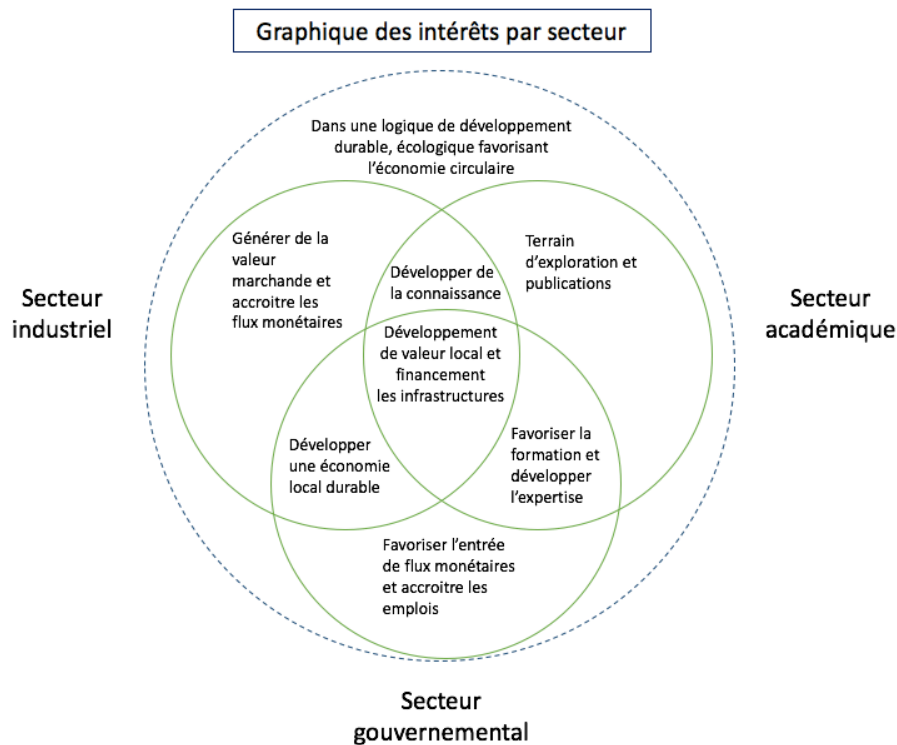 Graphique des intérêts par secteur
Dans une logique de développement
durable, écologique favorisant
l'économie circulaire
Générer de la
valeur
marchande et
accroitre les
flux monétaires
Développer de
la connaissance
Terrain
d'exploration et
publications
Secteur
industriel
Secteur
académique
Développement
de valeur local et
financement
les infrastructures
Développer
une économie
local durable
Favoriser la
formation et
développer
l'expertise
Favoriser l'entrée
de flux monétaires
et accroitre les
emplois
Secteur
gouvernemental